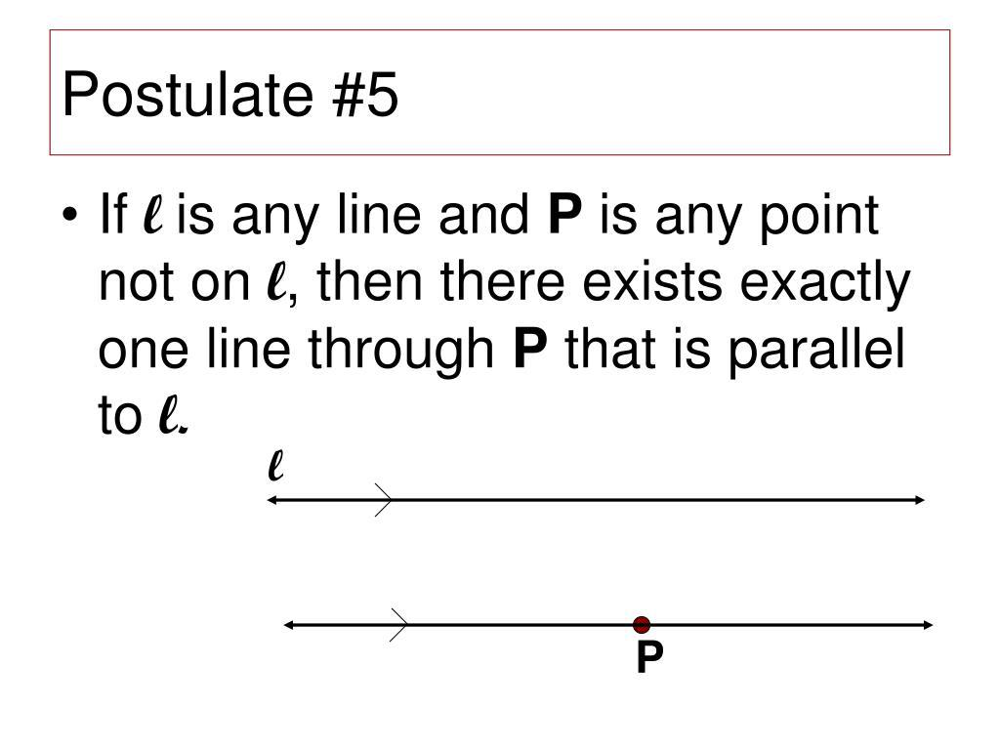 Postulate #5
• If ℓ is any line and P is any point
not on ℓ, then there exists exactly
one line through P that is parallel
to ℓ.
ℓ
P